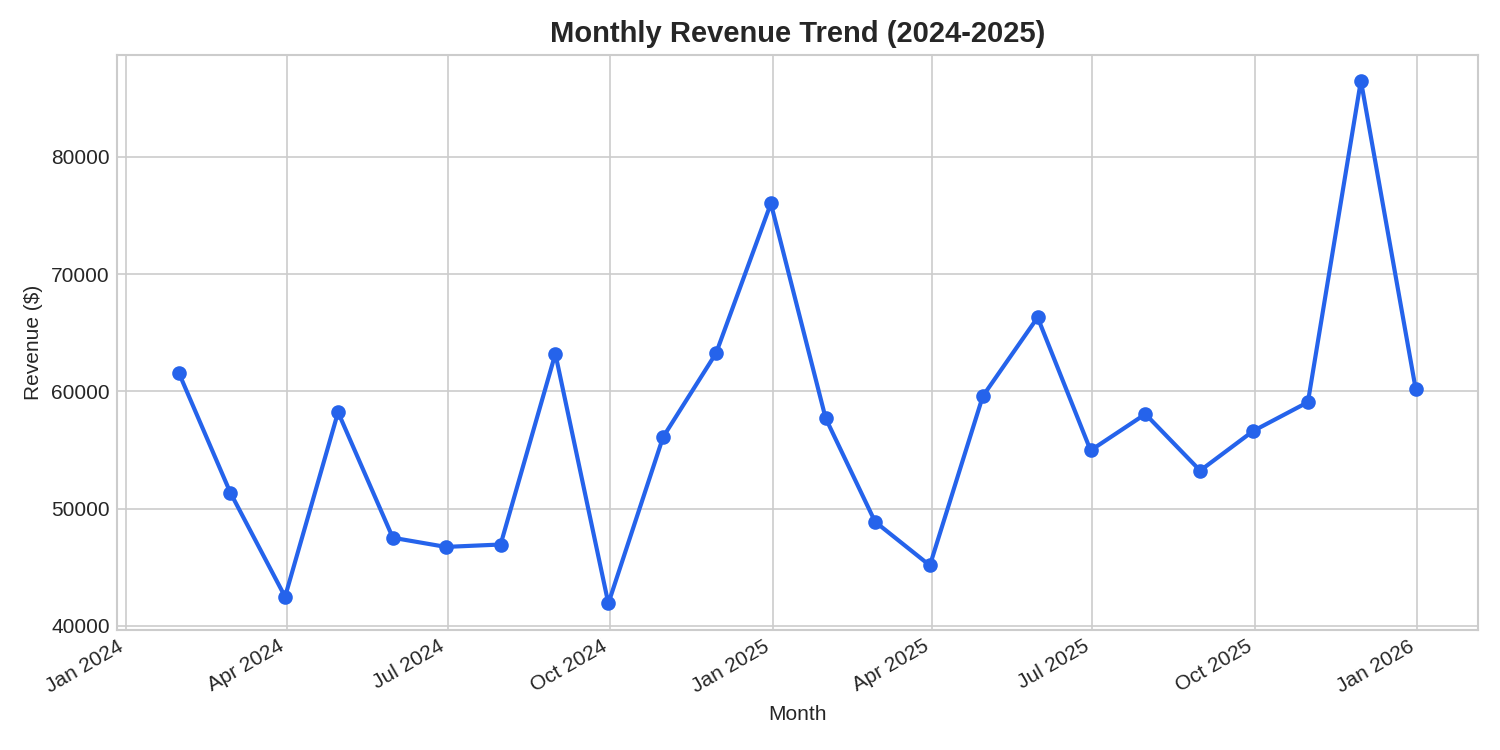 Monthly Revenue Trend (2024-2025)
Revenue ($)
80000
70000
60000
50000
40000
Jan 2024
Apr 2024
Jul 2024
Oct 2024
Jan 2025
Apr 2025
Jul 2025
Oct 2025
Jan 2026
Month